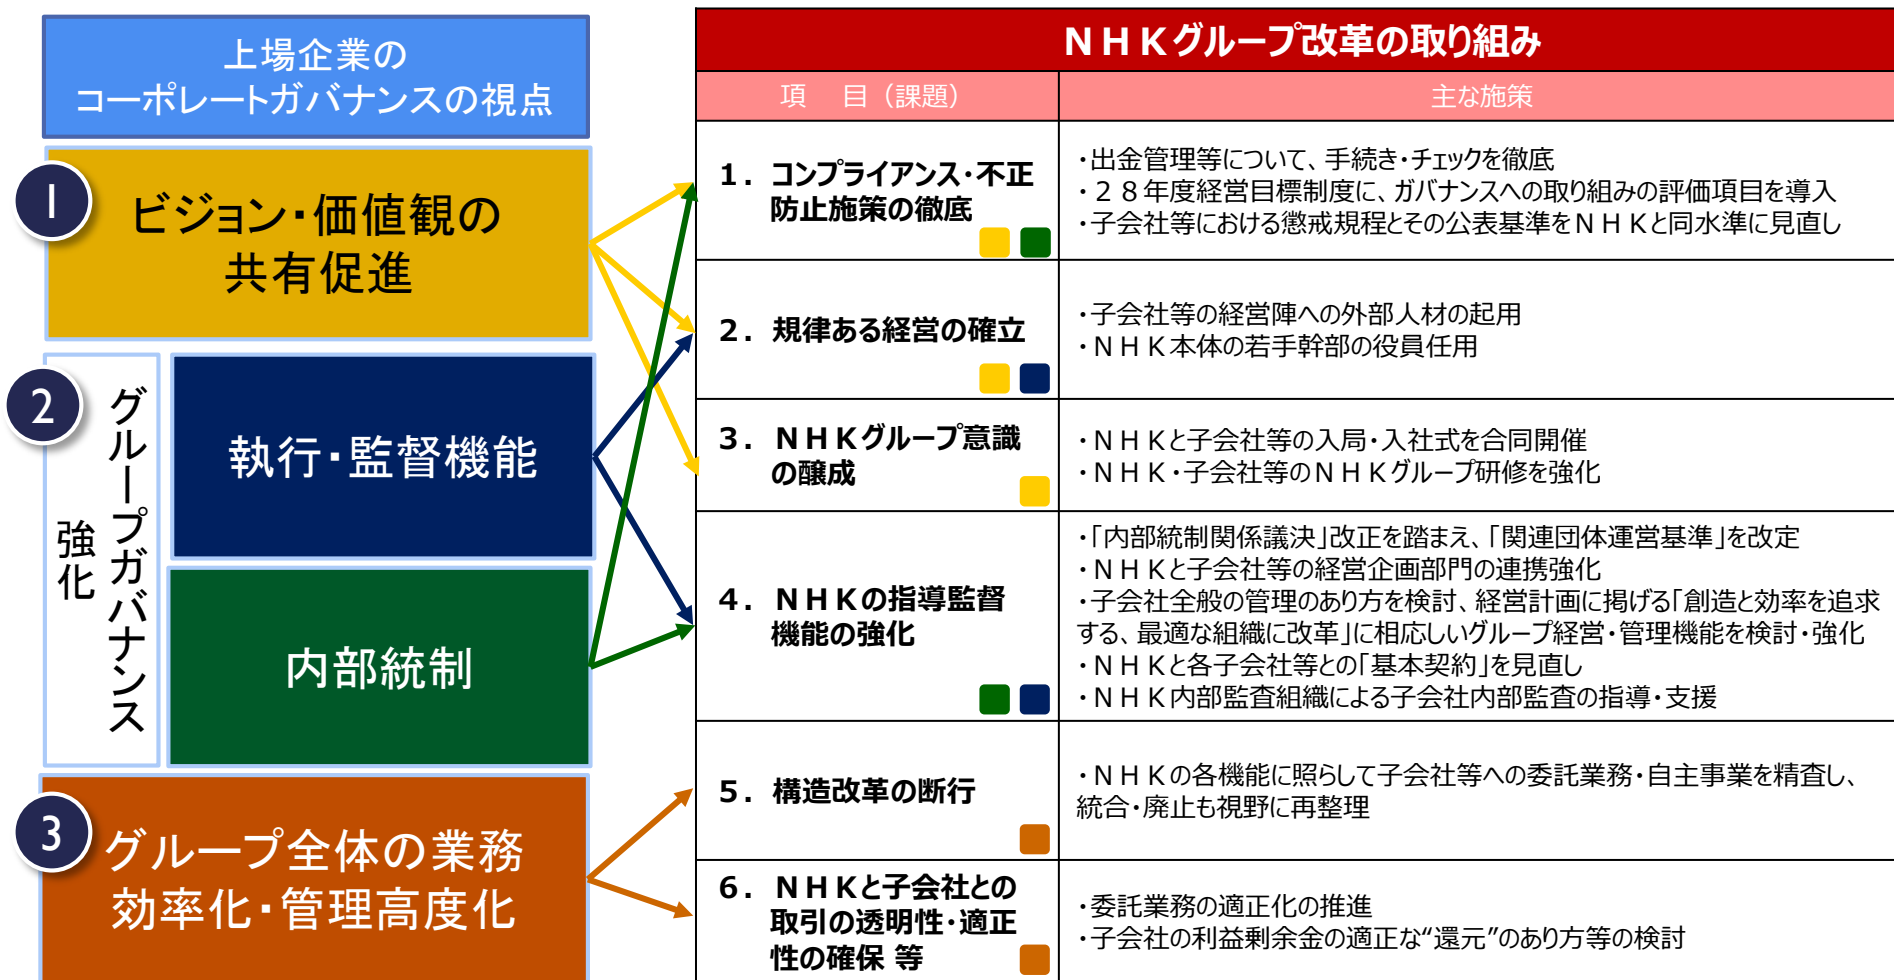 上場企業の
コーポレートガバナンスの視点
1
ビジョン・価値観の
共有促進
2
グループガバナンス
強化
執行・監督機能
内部統制
3
グループ全体の業務
効率化・管理高度化
ＮＨＫグループ改革の取り組み
項　目（課題）
主な施策
１．コンプライアンス・不正
防止施策の徹底
・出金管理等について、手続き・チェックを徹底
・２８年度経営目標制度に、ガバナンスへの取り組みの評価項目を導入
・子会社等における懲戒規程とその公表基準をＮＨＫと同水準に見直し
２．規律ある経営の確立
・子会社等の経営陣への外部人材の起用
・ＮＨＫ本体の若手幹部の役員任用
３．ＮＨＫグループ意識
の醸成
・ＮＨＫと子会社等の入局・入社式を合同開催
・ＮＨＫ・子会社等のＮＨＫグループ研修を強化
４．ＮＨＫの指導監督
機能の強化
・「内部統制関係議決」改正を踏まえ、「関連団体運営基準」を改定
・ＮＨＫと子会社等の経営企画部門の連携強化
・子会社全般の管理のあり方を検討、経営計画に掲げる「創造と効率を追求
する、最適な組織に改革」に相応しいグループ経営・管理機能を検討・強化
・ＮＨＫと各子会社等との「基本契約」を見直し
・ＮＨＫ内部監査組織による子会社内部監査の指導・支援
５．構造改革の断行
・ＮＨＫの各機能に照らして子会社等への委託業務・自主事業を精査し、
統合・廃止も視野に再整理
６．ＮＨＫと子会社との
取引の透明性・適正
性の確保 等
・委託業務の適正化の推進
・子会社の利益剰余金の適正な“還元”のあり方等の検討